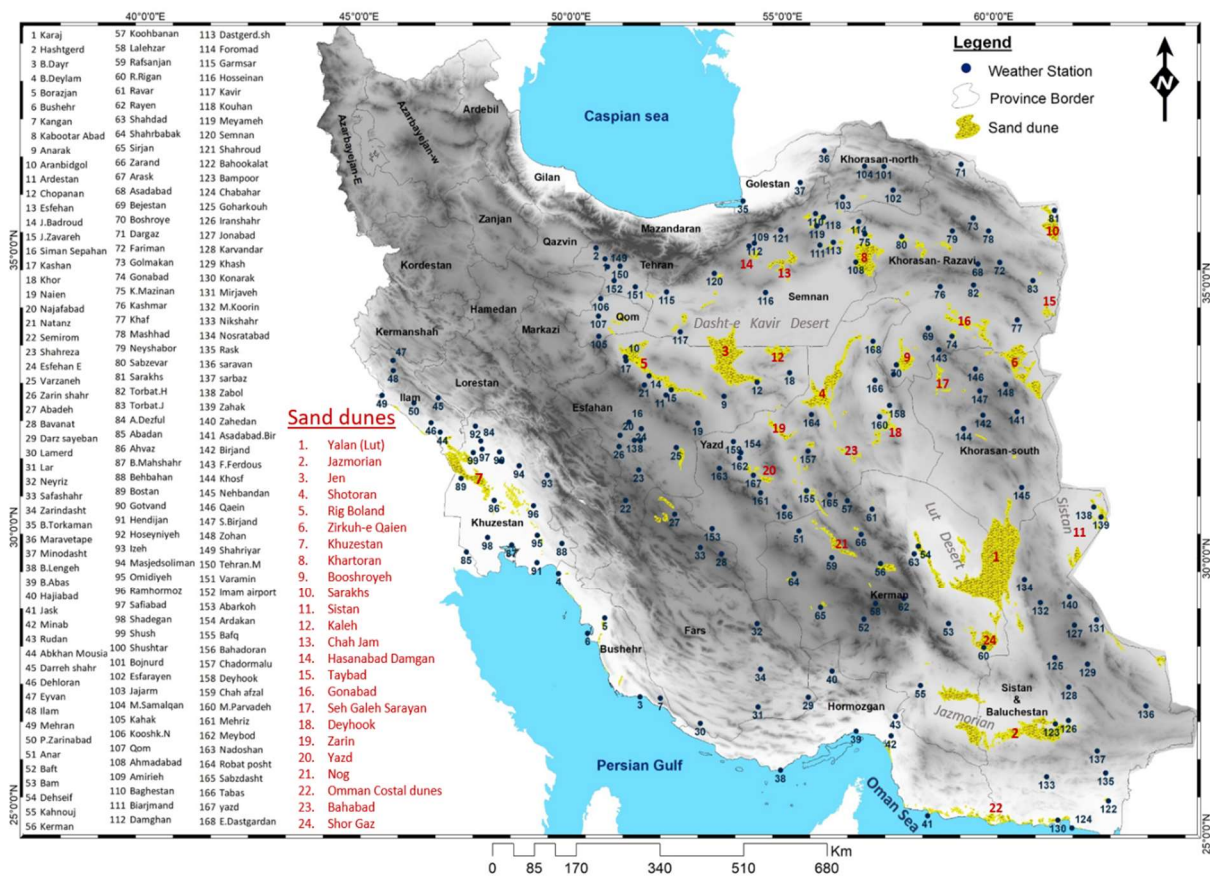 40°0'0"E
45°0'0"E
50°0'0"E
55°0'0"E
60°0'0"E
1 Karaj
2 Hashtgerd
3 B.Dayr
4 B.Deylam
5 Borazjan
6 Bushehr
7 Kangan
8 Kabootar Abad
9 Anarak
10 Aranbidgol
11 Ardestan
12 Chopanan
13 Esfehan
14 J.Badroud
15 J.Zavareh
16 Siman Sepahan
17 Kashan
18 Khor
19 Naien
20 Najafabad
21 Natanz
22 Semirom
23 Shahreza
24 Esfehan E
25 Varzaneh
26 Zarin shahr
27 Abadeh
28 Bavanat
29 Darz sayeban
30 Lamerd
31 Lar
32 Neyriz
33 Safashahr
34 Zarindasht
35 B.Torkaman
36 Maravetape
37 Minodasht
38 B.Lengeh
39 B.Abas
40 Hajiabad
41 Jask
42 Minab
43 Rudan
44 Abkhan Mousia
45 Darreh shahr
46 Dehloran
47 Eyvan
48 Ilam
49 Mehran
50 P.Zarinabad
51 Anar
52 Baft
53 Bam
54 Dehseif
55 Kahnouj
56 Kerman
57 Koohbanan
58 Lalehzar
59 Rafsanjan
60 R.Rigan
61 Ravar
62 Rayen
63 Shahdad
64 Shahrbabak
65 Sirjan
66 Zarand
67 Arask
68 Asadabad
69 Bejestan
70 Boshroye
71 Dargaz
72 Fariman
73 Golmakan
74 Gonabad
75 K.Mazinan
76 Kashmar
77 Khaf
78 Mashhad
79 Neyshabor
80 Sabzevar
81 Sarakhs
82 Torbat.H
83 Torbat.J
84 A.Dezful
85 Abadan
86 Ahvaz
87 B.Mahshahr
88 Behbahan
89 Bostan
90 Gotvand
91 Hendijan
92 Hoseyniyeh
93 Izeh
94 Masjedsoliman
95 Omidiyeh
96 Ramhormoz
97 Safiabad
98 Shadegan
99 Shush
100 Shushtar
101 Bojnurd
102 Esfarayen
103 Jajarm
104 M.Samalqan
105 Kahak
106 Kooshk.N
107 Qom
108 Ahmadabad
109 Amirieh
110 Baghestan
111 Biarjmand
112 Damghan
113 Dastgerd.sh
114 Foromad
115 Garmsar
116 Hosseinan
117 Kavir
118 Kouhan
119 Meyameh
120 Semnan
121 Shahroud
122 Bahookalat
123 Bampoor
124 Chabahar
125 Goharkouh
126 Iranshahr
127 Jonabad
128 Karvandar
129 Khash
130 Konarak
131 Mirjaveh
132 M.Koorin
133 Nikshahr
134 Nosratabad
135 Rask
136 saravan
137 sarbaz
138 Zabol
139 Zahak
140 Zahedan
141 Asadabad.Bir
142 Birjand
143 F.Ferdous
144 Khosf
145 Nehbandan
146 Qaein
147 S.Birjand
148 Zohan
149 Shahriyar
150 Tehran.M
151 Varamin
152 Imam airport
153 Abarkoh
154 Ardakan
155 Bafq
156 Bahadoran
157 Chadormalu
158 Deyhook
159 Chah afzal
160 M.Parvadeh
161 Mehriz
162 Meybod
163 Nadoshan
164 Robat posht
165 Sabzdasht
166 Tabas
167 yazd
168 E.Dastgardan
Sand dunes
1. Yalan (Lut)
2. Jazmorian
3. Jen
4. Shotoran
5. Rig Boland
6. Zirkuh-e Qaien
7. Khuzestan
8. Khartoran
9. Booshroyeh
10. Sarakhs
11. Sistan
12. Kaleh
13. Chah Jam
14. Hasanabad Damgan
15. Taybad
16. Gonabad
17. Seh Galeh Sarayan
18. Deyhook
19. Zarin
20. Yazd
21. Nog
22. Omman Costal dunes
23. Bahabad
24. Shor Gaz
Legend
Weather Station
Province Border
Sand dune
N
Caspian sea
Azarbayejan-E
Azarbayejan-w
Ardebil
Gilan
Zanjan
Qazvin
Mazandaran
Golestan
Khorasan-north
Khorasan- Razavi
Tehran
Semnan
Kordestan
Hamedan
Markazi
Qom
Kermanshah
Lorestan
Ilam
Esfahan
Yazd
Khorasan-south
Dasht-e Kavir Desert
Khuzestan
Lut Desert
Sistan
Kerman
Fars
Bushehr
Hormozgan
Sistan & Baluchestan
Jazmorian
Persian Gulf
Oman Sea
35°0'0"N
30°0'0"N
25°0'0"N
35°0'0"N
30°0'0"N
25°0'0"N
0 85 170 340 510 680
Km